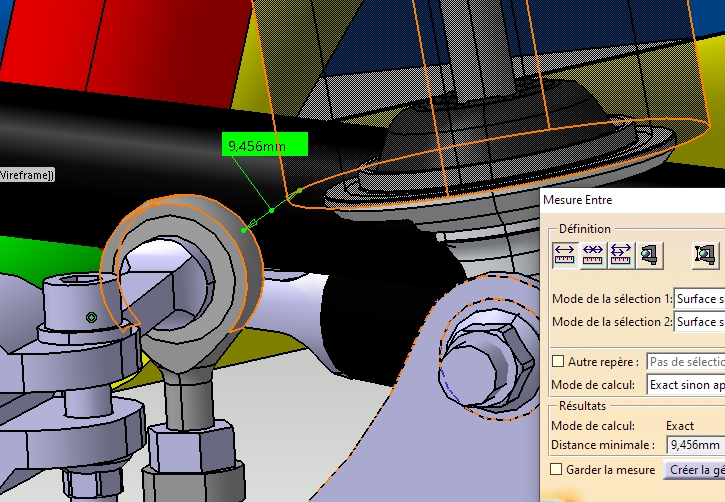 9,456mm
Wireframe])
Mesure Entre
Définition
Mode de la sélection 1: Surface s
Mode de la sélection 2: Surface s
Autre repère : Pas de sélectio
Mode de calcul: Exact sinon ap
Résultats
Mode de calcul: Exact
Distance minimale : 9,456mm
Garder la mesure Créer la gé